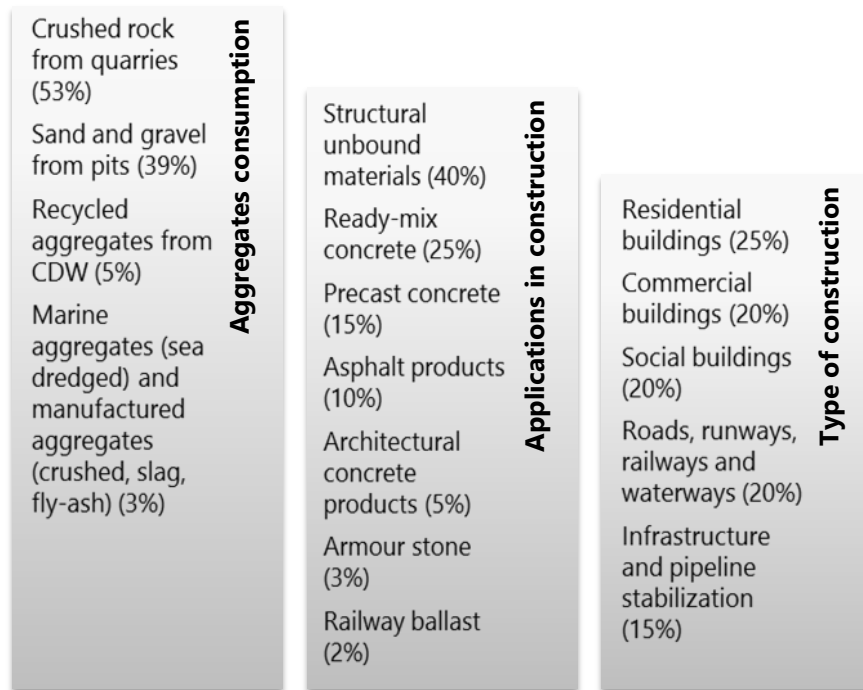 Crushed rock
from quarries
(53%)
Sand and gravel
from pits (39%)
Recycled
aggregates from
CDW (5%)
Marine
aggregates (sea
dredged) and
manufactured
aggregates
(crushed, slag,
fly-ash) (3%)
Aggregates consumption
Structural
unbound
materials (40%)
Ready-mix
concrete (25%)
Precast concrete
(15%)
Asphalt products
(10%)
Architectural
concrete
products (5%)
Armour stone
(3%)
Railway ballast
(2%)
Applications in construction
Residential
buildings (25%)
Commercial
buildings (20%)
Social buildings
(20%)
Roads, runways,
railways and
waterways (20%)
Infrastructure
and pipeline
stabilization
(15%)
Type of construction